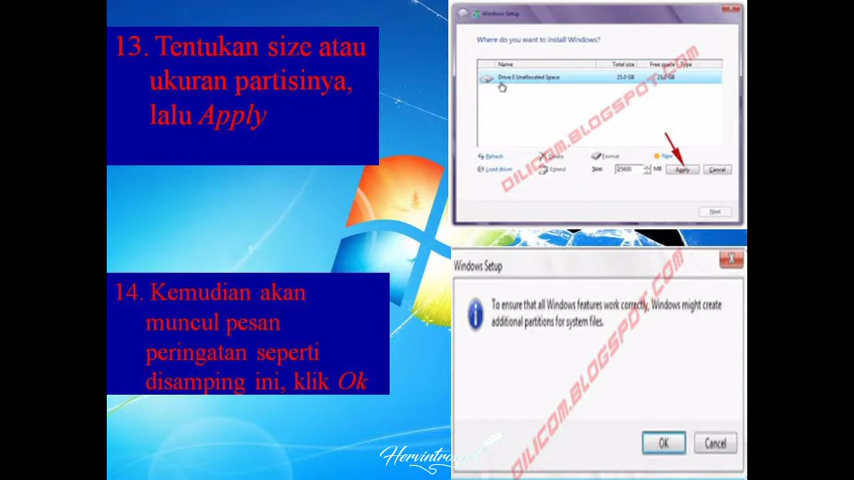 13. Tentukan size atau
ukuran partisinya,
lalu Apply
Windows Setup
Where do you want to install Windows?
Name Total size Free space Type
Drive 0 Unallocated Space 25.0 GB 25.0 GB
Refresh Delete Format New
Load driver Extend Size: 25600 MB Apply Cancel
Next
OILICOM.BLOGSPOT.COM
14. Kemudian akan
muncul pesan
peringatan seperti
disamping ini, klik Ok
Windows Setup
To ensure that all Windows features work correctly, Windows might create
additional partitions for system files.
OK Cancel
OILICOM.BLOGSPOT.COM